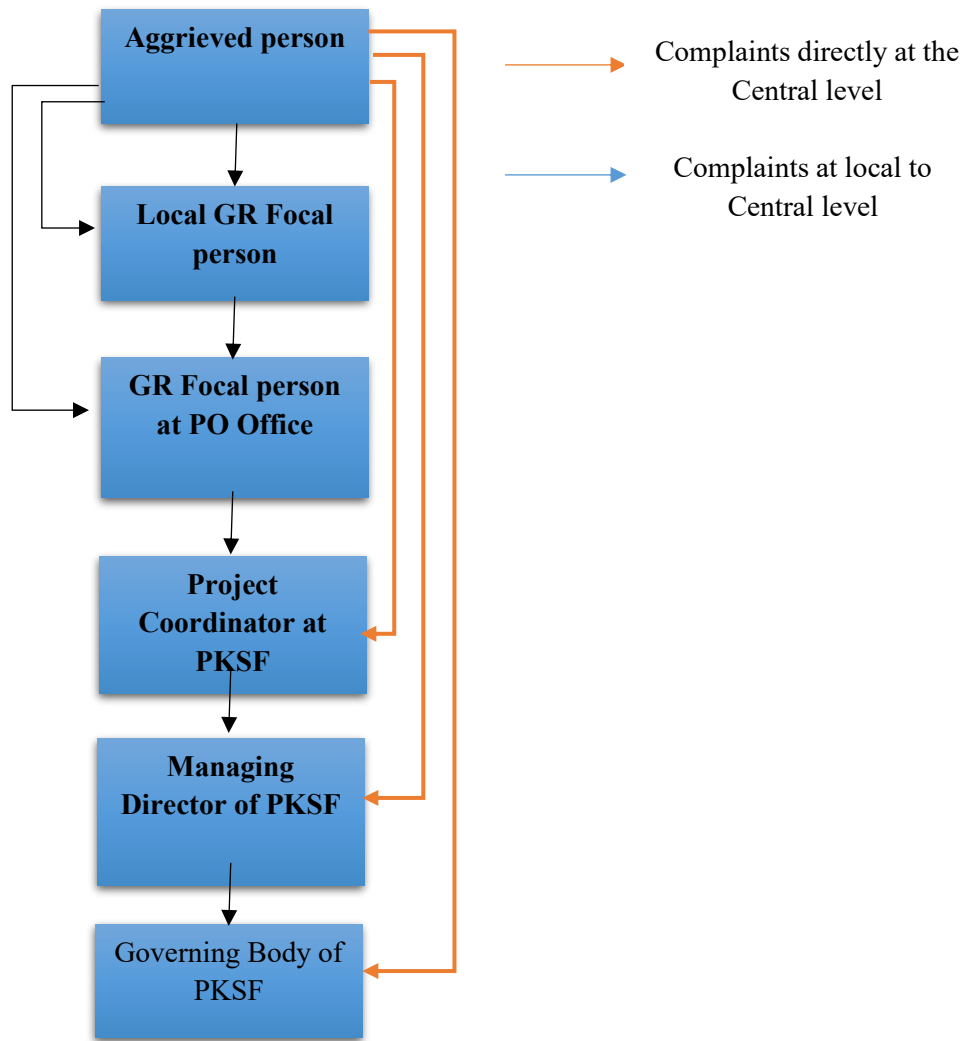 Aggrieved person
Complaints directly at the
Central level
Complaints at local to
Central level
Local GR Focal
person
GR Focal person
at PO Office
Project
Coordinator at
PKSF
Managing
Director of PKSF
Governing Body of
PKSF